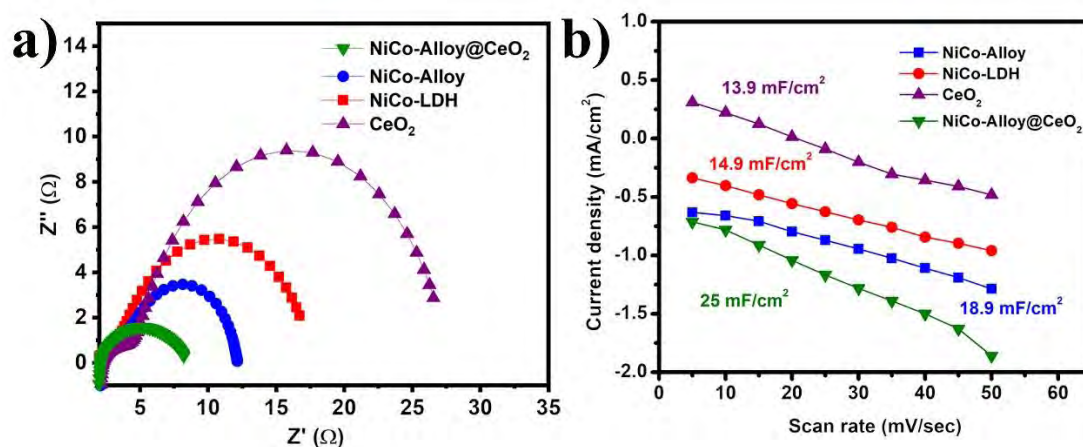 a)
14
12
10
8
6
4
2
0
Z'' (Ω)
NiCo-Alloy@CeO₂
NiCo-Alloy
NiCo-LDH
CeO₂
5 10 15 20 25 30 35
Z' (Ω)
b)
1.0
0.5
0.0
-0.5
-1.0
-1.5
-2.0
Current density (mA/cm²)
NiCo-Alloy
NiCo-LDH
CeO₂
NiCo-Alloy@CeO₂
13.9 mF/cm²
14.9 mF/cm²
25 mF/cm²
18.9 mF/cm²
0 10 20 30 40 50 60
Scan rate (mV/sec)